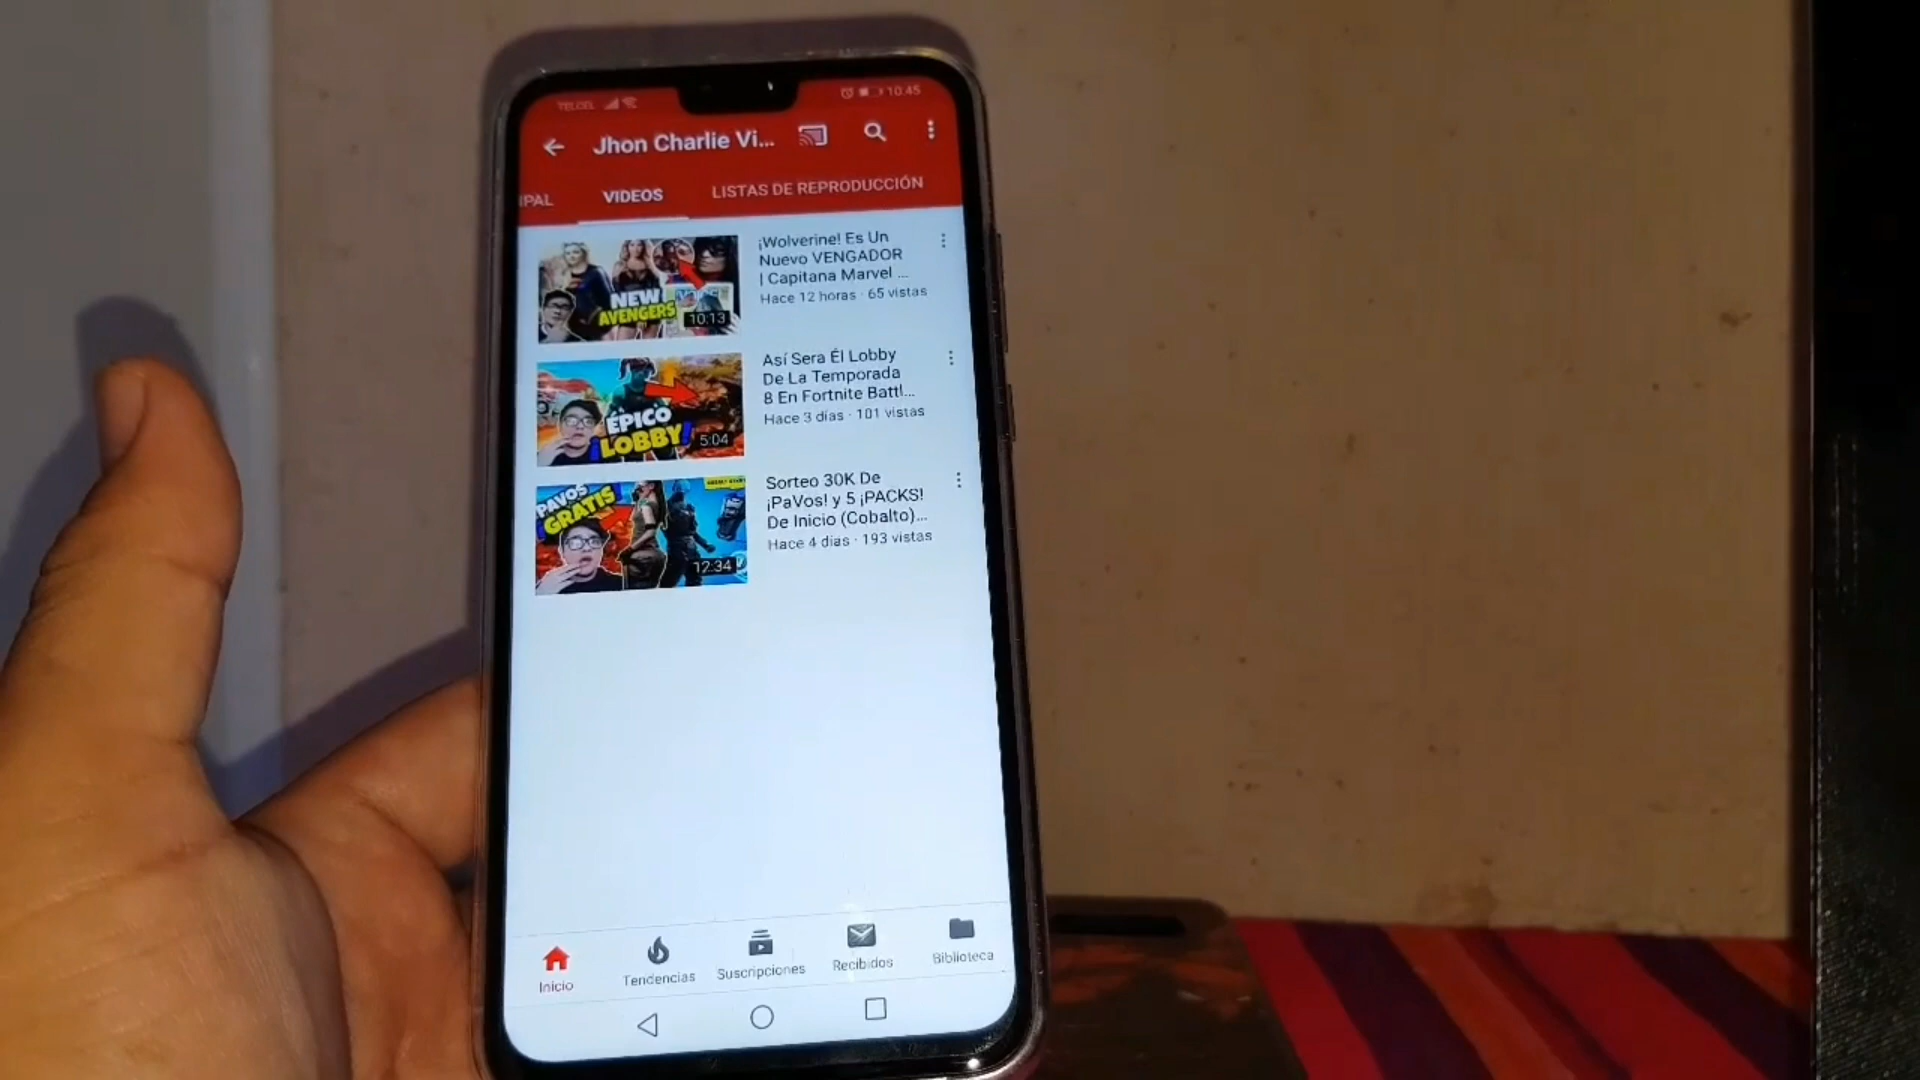 TELCEL 10:45
Jhon Charlie Vi...
IPAL VIDEOS LISTAS DE REPRODUCCIÓN
NEW
AVENGERS
10:13
¡Wolverine! Es Un
Nuevo VENGADOR
| Capitana Marvel ...
Hace 12 horas · 65 vistas
ÉPICO
¡LOBBY!
5:04
Así Sera Él Lobby
De La Temporada
8 En Fortnite Battl...
Hace 3 días · 101 vistas
PAVOS
¡GRATIS
12:34
Sorteo 30K De
¡PaVos! y 5 ¡PACKS!
De Inicio (Cobalto)...
Hace 4 días · 193 vistas
Inicio Tendencias Suscripciones Recibidos Biblioteca